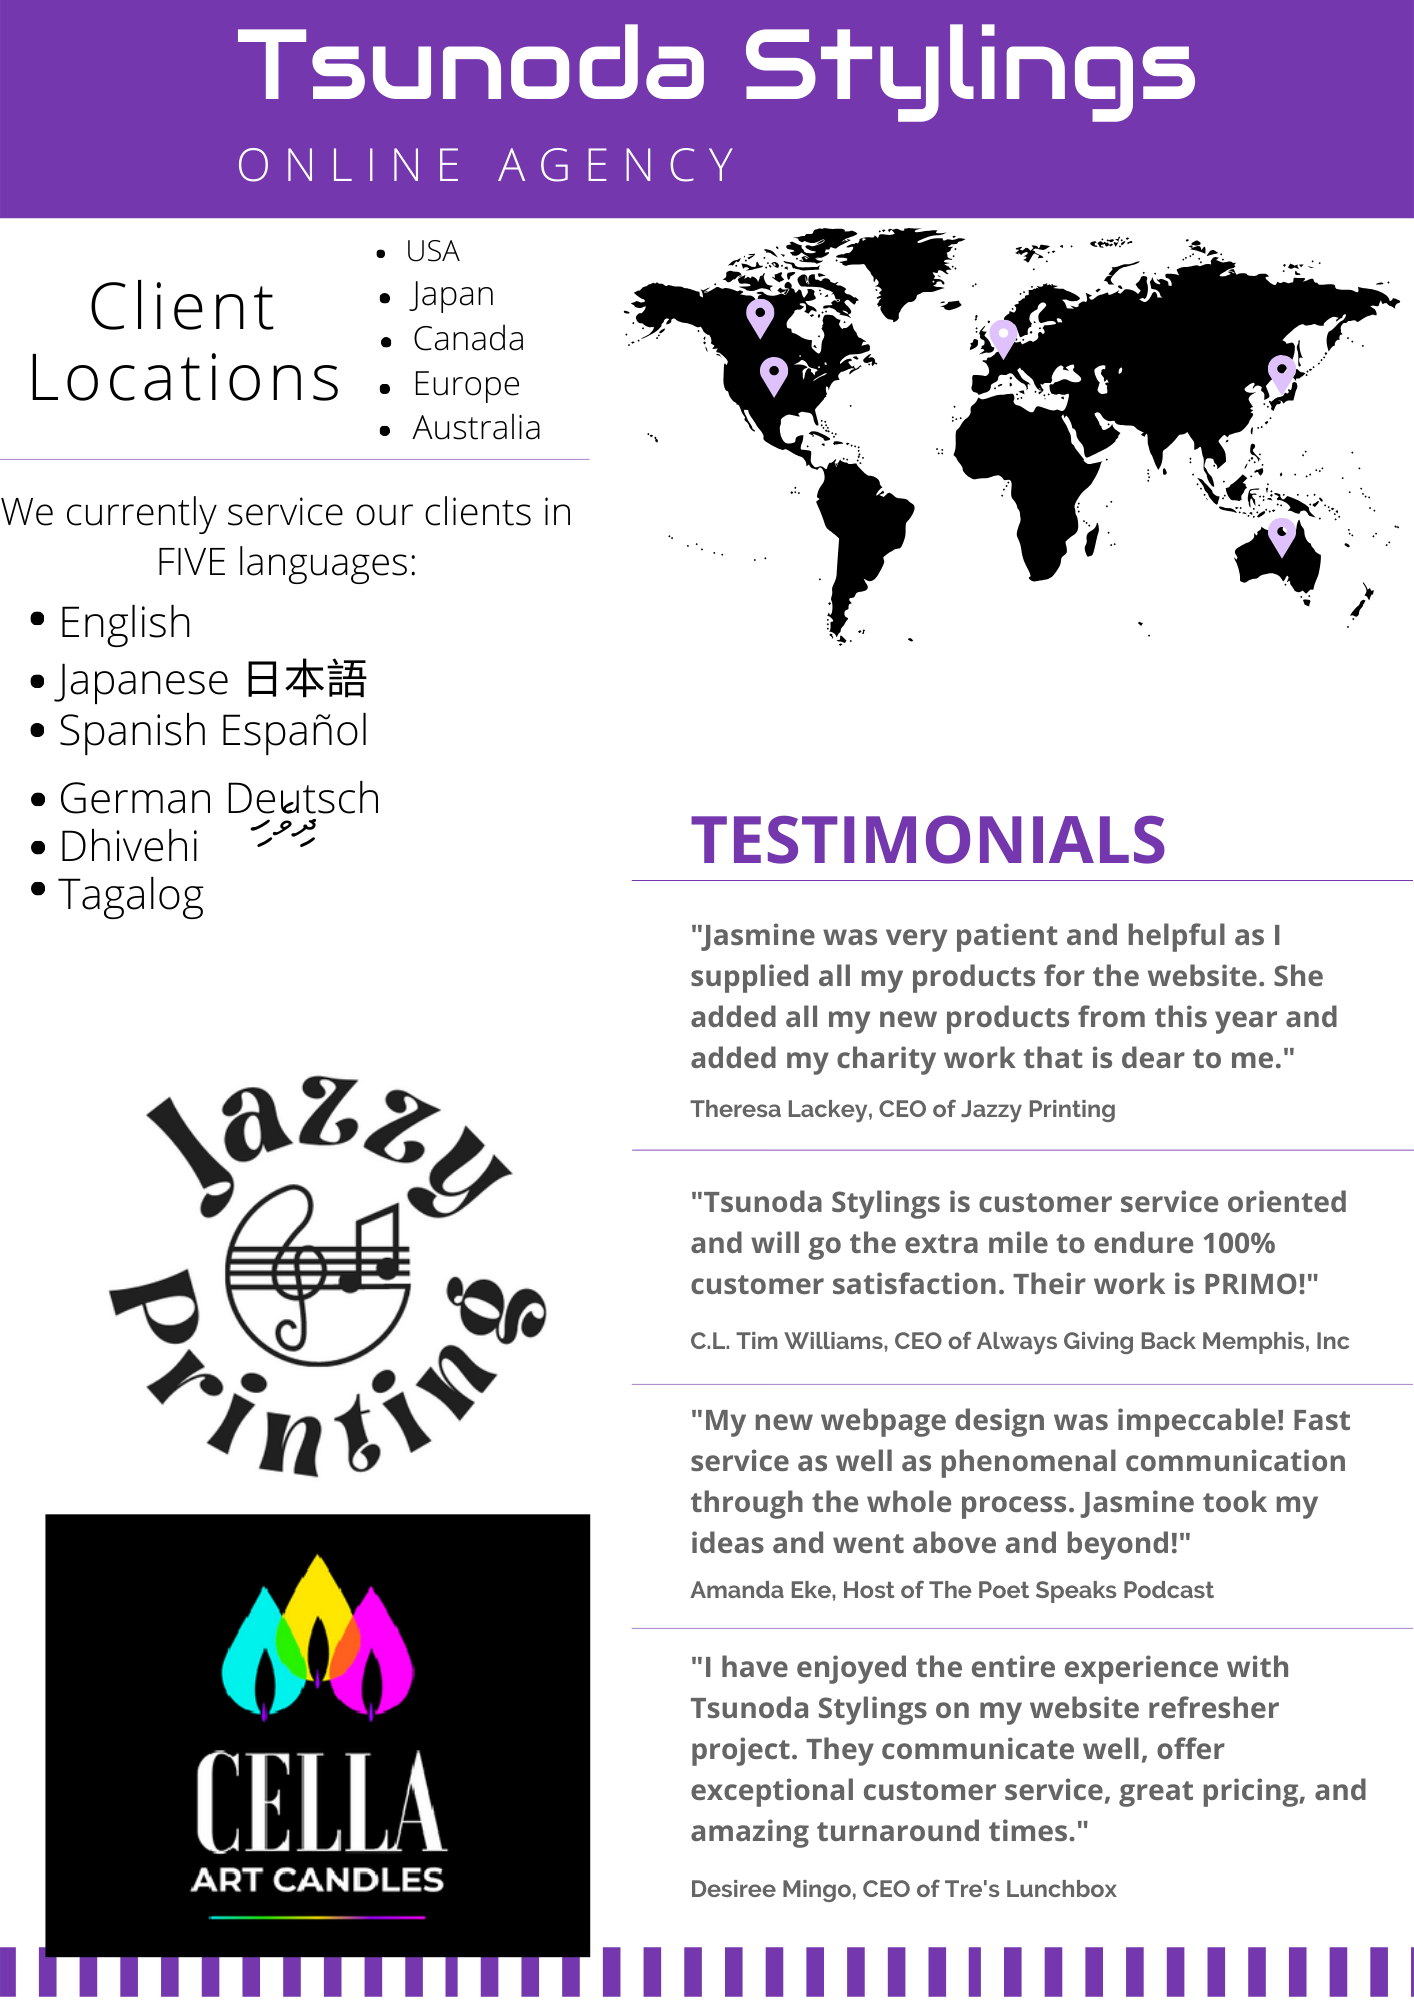 Tsunoda Stylings
ONLINE AGENCY
Client
Locations
USA
Japan
Canada
Europe
Australia
We currently service our clients in
FIVE languages:
English
Japanese 日本語
Spanish Español
German Deutsch
Dhivehi ދިވެހި
Tagalog
Jazzy
Printing
CELLA
ART CANDLES
TESTIMONIALS
"Jasmine was very patient and helpful as I
supplied all my products for the website. She
added all my new products from this year and
added my charity work that is dear to me."
Theresa Lackey, CEO of Jazzy Printing
"Tsunoda Stylings is customer service oriented
and will go the extra mile to endure 100%
customer satisfaction. Their work is PRIMO!"
C.L. Tim Williams, CEO of Always Giving Back Memphis, Inc
"My new webpage design was impeccable! Fast
service as well as phenomenal communication
through the whole process. Jasmine took my
ideas and went above and beyond!"
Amanda Eke, Host of The Poet Speaks Podcast
"I have enjoyed the entire experience with
Tsunoda Stylings on my website refresher
project. They communicate well, offer
exceptional customer service, great pricing, and
amazing turnaround times."
Desiree Mingo, CEO of Tre's Lunchbox